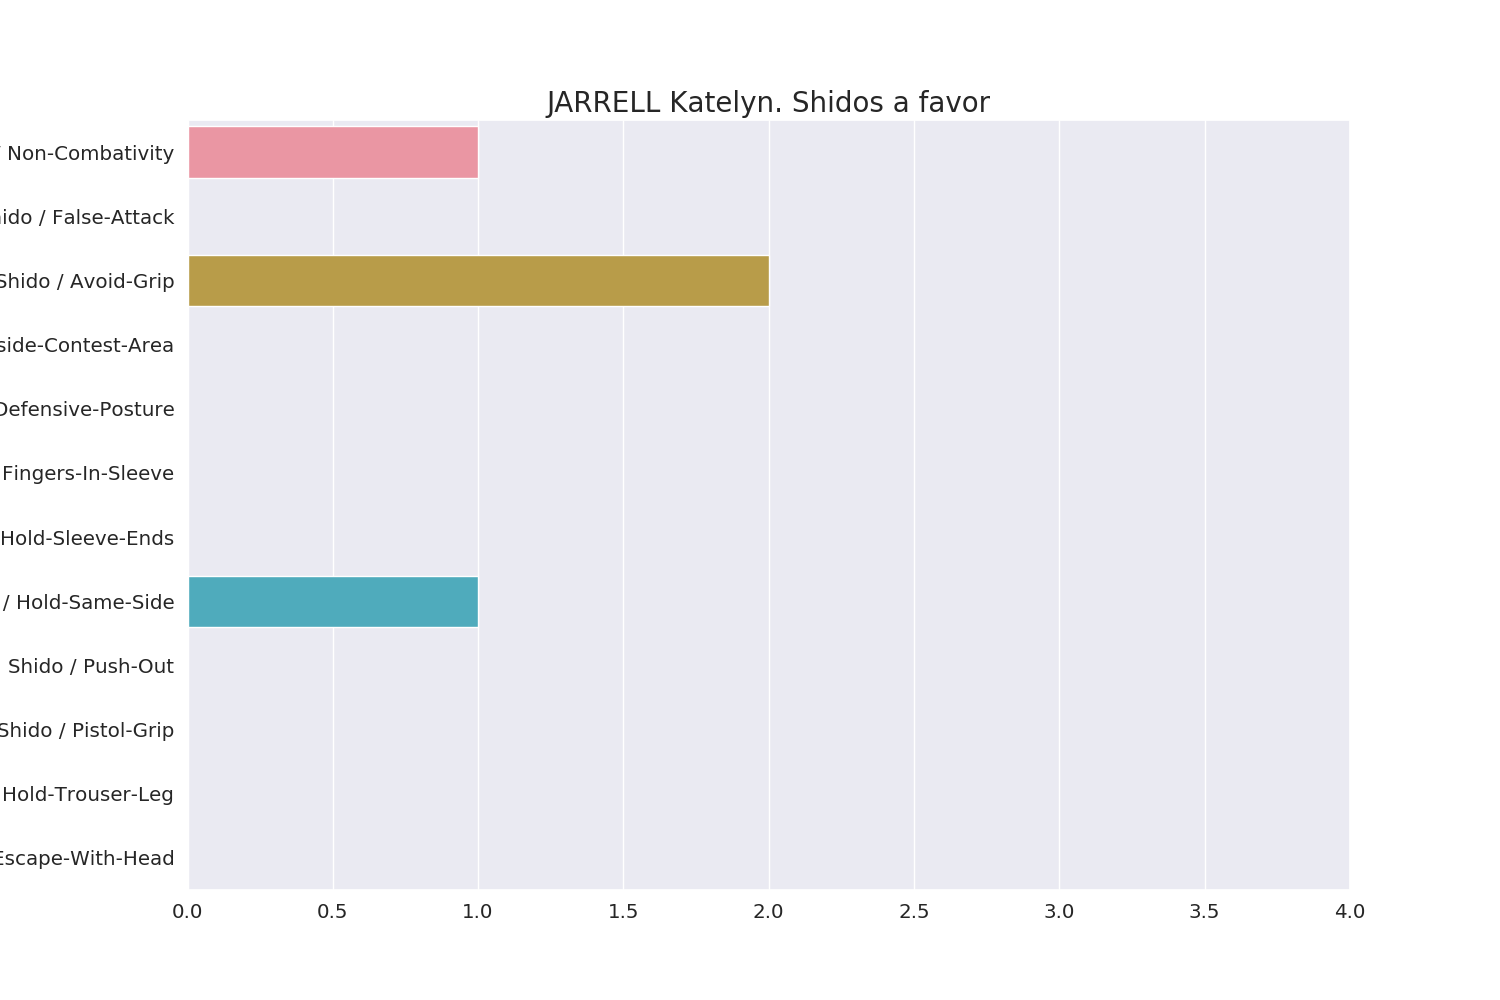 JARRELL Katelyn. Shidos a favor
/ Non-Combativity
/ False-Attack
Shido / Avoid-Grip
side-Contest-Area
Defensive-Posture
Fingers-In-Sleeve
Hold-Sleeve-Ends
/ Hold-Same-Side
Shido / Push-Out
Shido / Pistol-Grip
Hold-Trouser-Leg
Escape-With-Head
0.0 0.5 1.0 1.5 2.0 2.5 3.0 3.5 4.0